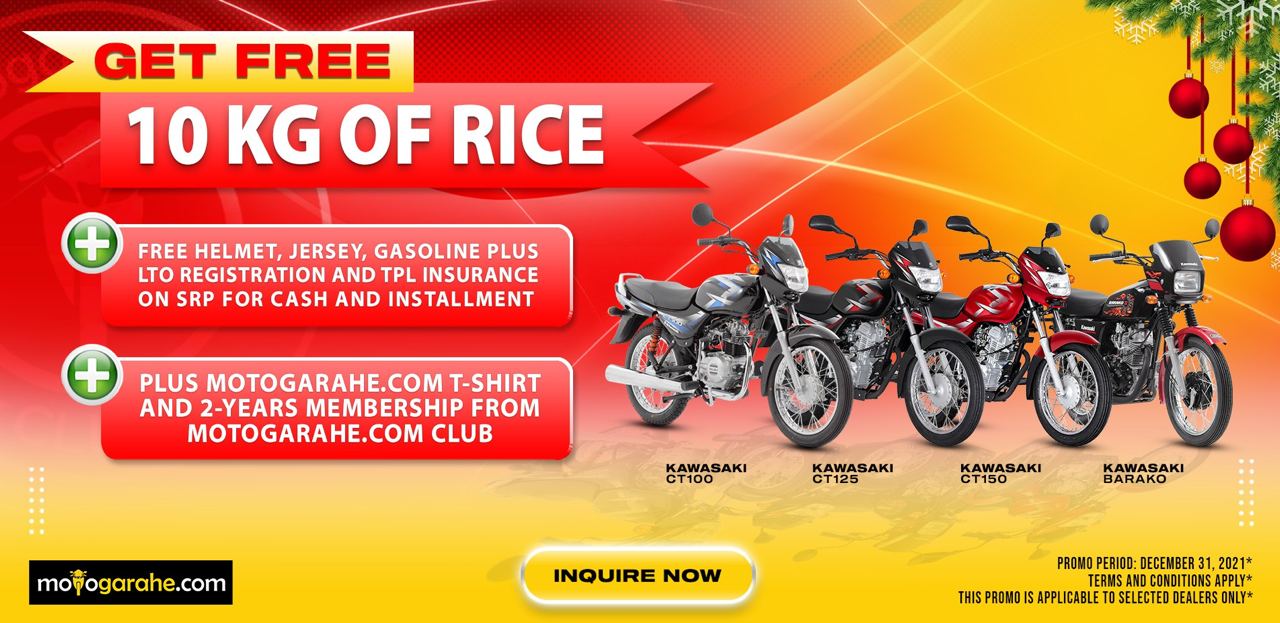 GET FREE
10 KG OF RICE
FREE HELMET, JERSEY, GASOLINE PLUS
LTO REGISTRATION AND TPL INSURANCE
ON SRP FOR CASH AND INSTALLMENT
PLUS MOTOGARAHE.COM T-SHIRT
AND 2-YEARS MEMBERSHIP FROM
MOTOGARAHE.COM CLUB
KAWASAKI
CT100
KAWASAKI
CT125
KAWASAKI
CT150
KAWASAKI
BARAKO
motogarahe.com
INQUIRE NOW
PROMO PERIOD: DECEMBER 31, 2021*
TERMS AND CONDITIONS APPLY*
THIS PROMO IS APPLICABLE TO SELECTED DEALERS ONLY*